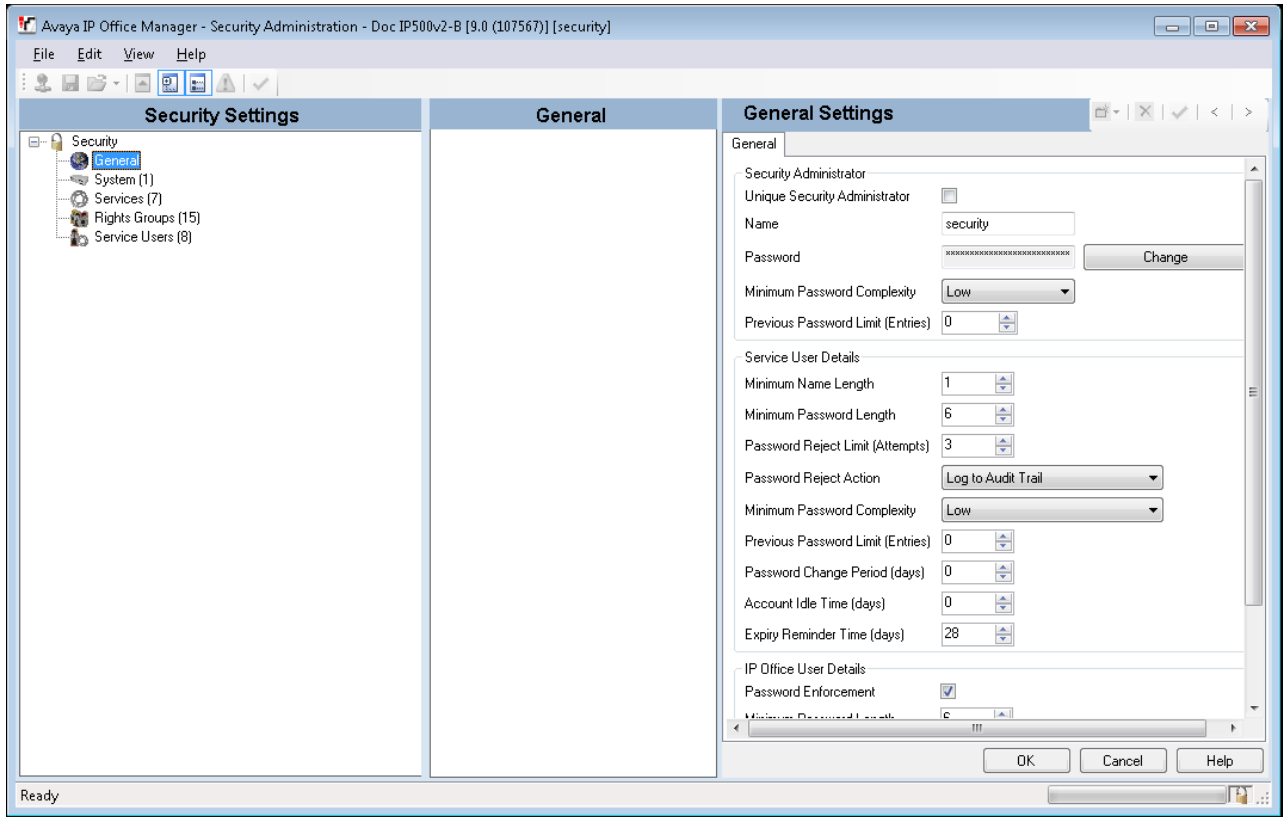 Avaya IP Office Manager - Security Administration - Doc IP500v2-B [9.0 (107567)] [security]
File Edit View Help
Security Settings
General
General Settings
Security
General
System (1)
Services (7)
Rights Groups (15)
Service Users (8)
General
Security Administrator
Unique Security Administrator
Name security
Password ************************** Change
Minimum Password Complexity Low
Previous Password Limit (Entries) 0
Service User Details
Minimum Name Length 1
Minimum Password Length 6
Password Reject Limit (Attempts) 3
Password Reject Action Log to Audit Trail
Minimum Password Complexity Low
Previous Password Limit (Entries) 0
Password Change Period (days) 0
Account Idle Time (days) 0
Expiry Reminder Time (days) 28
IP Office User Details
Password Enforcement
Minimum Password Length 6
OK Cancel Help
Ready